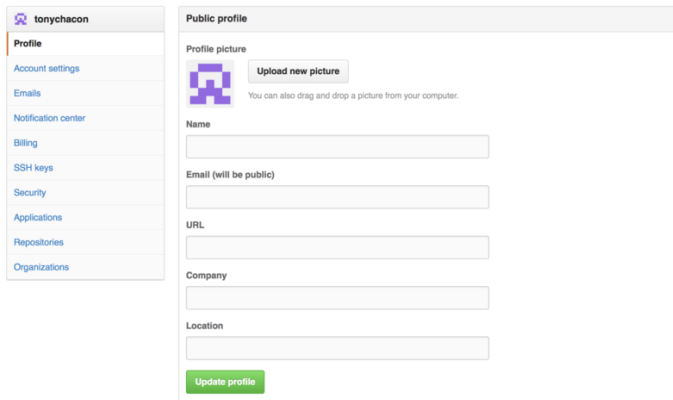 tonychacon
Profile
Account settings
Emails
Notification center
Billing
SSH keys
Security
Applications
Repositories
Organizations
Public profile
Profile picture
Upload new picture
You can also drag and drop a picture from your computer.
Name
Email (will be public)
URL
Company
Location
Update profile